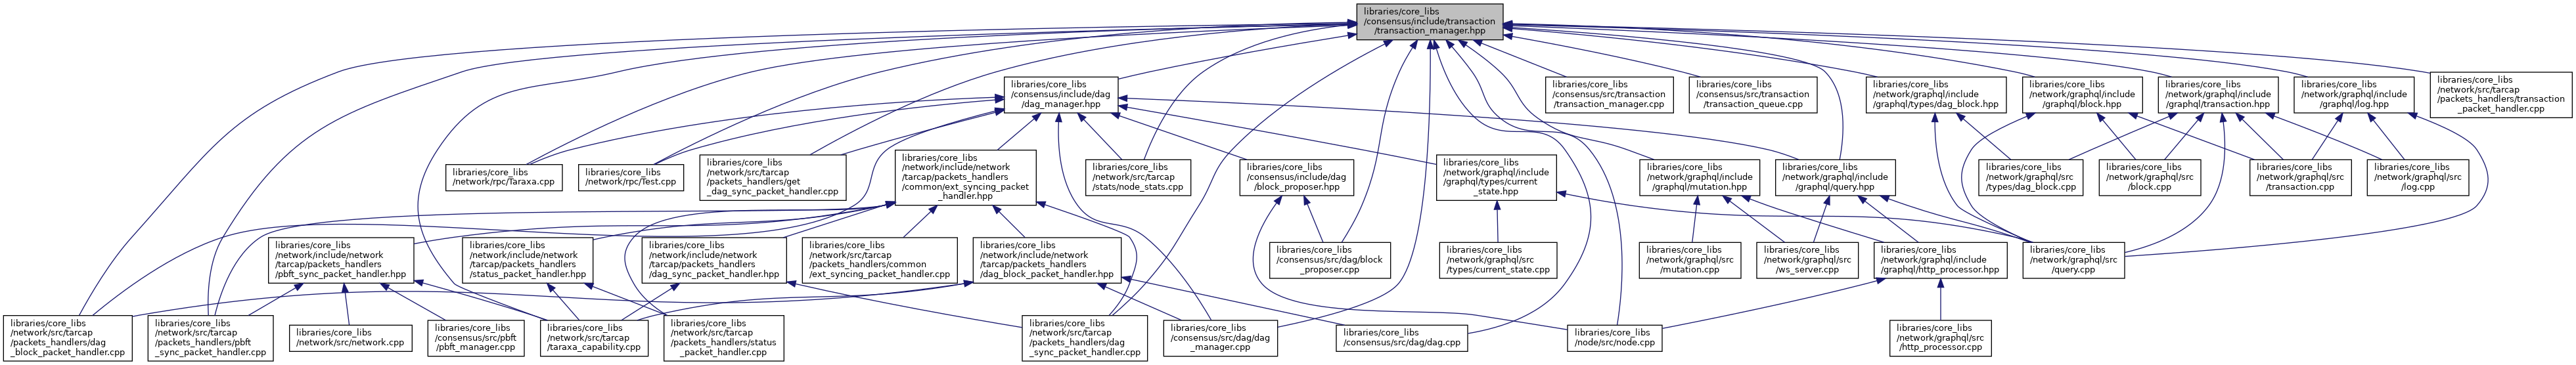 libraries/core_libs
/consensus/include/transaction
/transaction_manager.hpp
libraries/core_libs
/consensus/include/dag
/dag_manager.hpp
libraries/core_libs
/consensus/src/transaction
/transaction_manager.cpp
libraries/core_libs
/consensus/src/transaction
/transaction_queue.cpp
libraries/core_libs
/network/graphql/include
/graphql/types/dag_block.hpp
libraries/core_libs
/network/graphql/include
/graphql/block.hpp
libraries/core_libs
/network/graphql/include
/graphql/transaction.hpp
libraries/core_libs
/network/graphql/include
/graphql/log.hpp
libraries/core_libs
/network/src/tarcap
/packets_handlers/transaction
_packet_handler.cpp
libraries/core_libs
/network/rpc/Taraxa.cpp
libraries/core_libs
/network/rpc/Test.cpp
libraries/core_libs
/network/src/tarcap
/packets_handlers/get
_dag_sync_packet_handler.cpp
libraries/core_libs
/network/include/network
/tarcap/packets_handlers
/common/ext_syncing_packet
_handler.hpp
libraries/core_libs
/network/src/tarcap
/stats/node_stats.cpp
libraries/core_libs
/consensus/include/dag
/block_proposer.hpp
libraries/core_libs
/network/graphql/include
/graphql/types/current
_state.hpp
libraries/core_libs
/network/graphql/include
/graphql/mutation.hpp
libraries/core_libs
/network/graphql/include
/graphql/query.hpp
libraries/core_libs
/network/graphql/src
/types/dag_block.cpp
libraries/core_libs
/network/graphql/src
/block.cpp
libraries/core_libs
/network/graphql/src
/transaction.cpp
libraries/core_libs
/network/graphql/src
/log.cpp
libraries/core_libs
/network/include/network
/tarcap/packets_handlers
/pbft_sync_packet_handler.hpp
libraries/core_libs
/network/include/network
/tarcap/packets_handlers
/status_packet_handler.hpp
libraries/core_libs
/network/include/network
/tarcap/packets_handlers
/dag_sync_packet_handler.hpp
libraries/core_libs
/network/src/tarcap
/packets_handlers/common
/ext_syncing_packet_handler.cpp
libraries/core_libs
/network/include/network
/tarcap/packets_handlers
/dag_block_packet_handler.hpp
libraries/core_libs
/consensus/src/dag/block
_proposer.cpp
libraries/core_libs
/network/graphql/src
/types/current_state.cpp
libraries/core_libs
/network/graphql/src
/mutation.cpp
libraries/core_libs
/network/graphql/src
/ws_server.cpp
libraries/core_libs
/network/graphql/include
/graphql/http_processor.hpp
libraries/core_libs
/network/graphql/src
/query.cpp
libraries/core_libs
/network/src/tarcap
/packets_handlers/dag
_block_packet_handler.cpp
libraries/core_libs
/network/src/tarcap
/packets_handlers/pbft
_sync_packet_handler.cpp
libraries/core_libs
/network/src/network.cpp
libraries/core_libs
/consensus/src/pbft
/pbft_manager.cpp
libraries/core_libs
/network/src/tarcap
/taraxa_capability.cpp
libraries/core_libs
/network/src/tarcap
/packets_handlers/status
_packet_handler.cpp
libraries/core_libs
/network/src/tarcap
/packets_handlers/dag
_sync_packet_handler.cpp
libraries/core_libs
/consensus/src/dag/dag
_manager.cpp
libraries/core_libs
/consensus/src/dag/dag.cpp
libraries/core_libs
/node/src/node.cpp
libraries/core_libs
/network/graphql/src
/http_processor.cpp